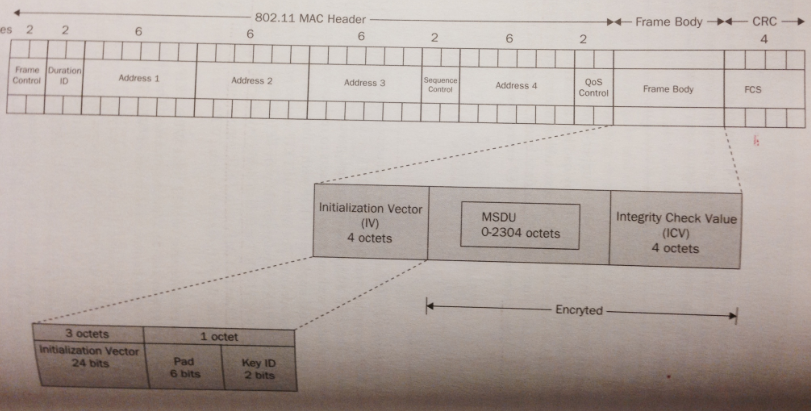 802.11 MAC Header Frame Body CRC
es 2 2 6 6 6 2 6 2 4
Frame Control Duration ID Address 1 Address 2 Address 3 Sequence Control Address 4 QoS Control Frame Body FCS
Initialization Vector
(IV)
4 octets
MSDU
0-2304 octets
Integrity Check Value
(ICV)
4 octets
Encryted
3 octets 1 octet
Initialization Vector
24 bits
Pad
6 bits
Key ID
2 bits